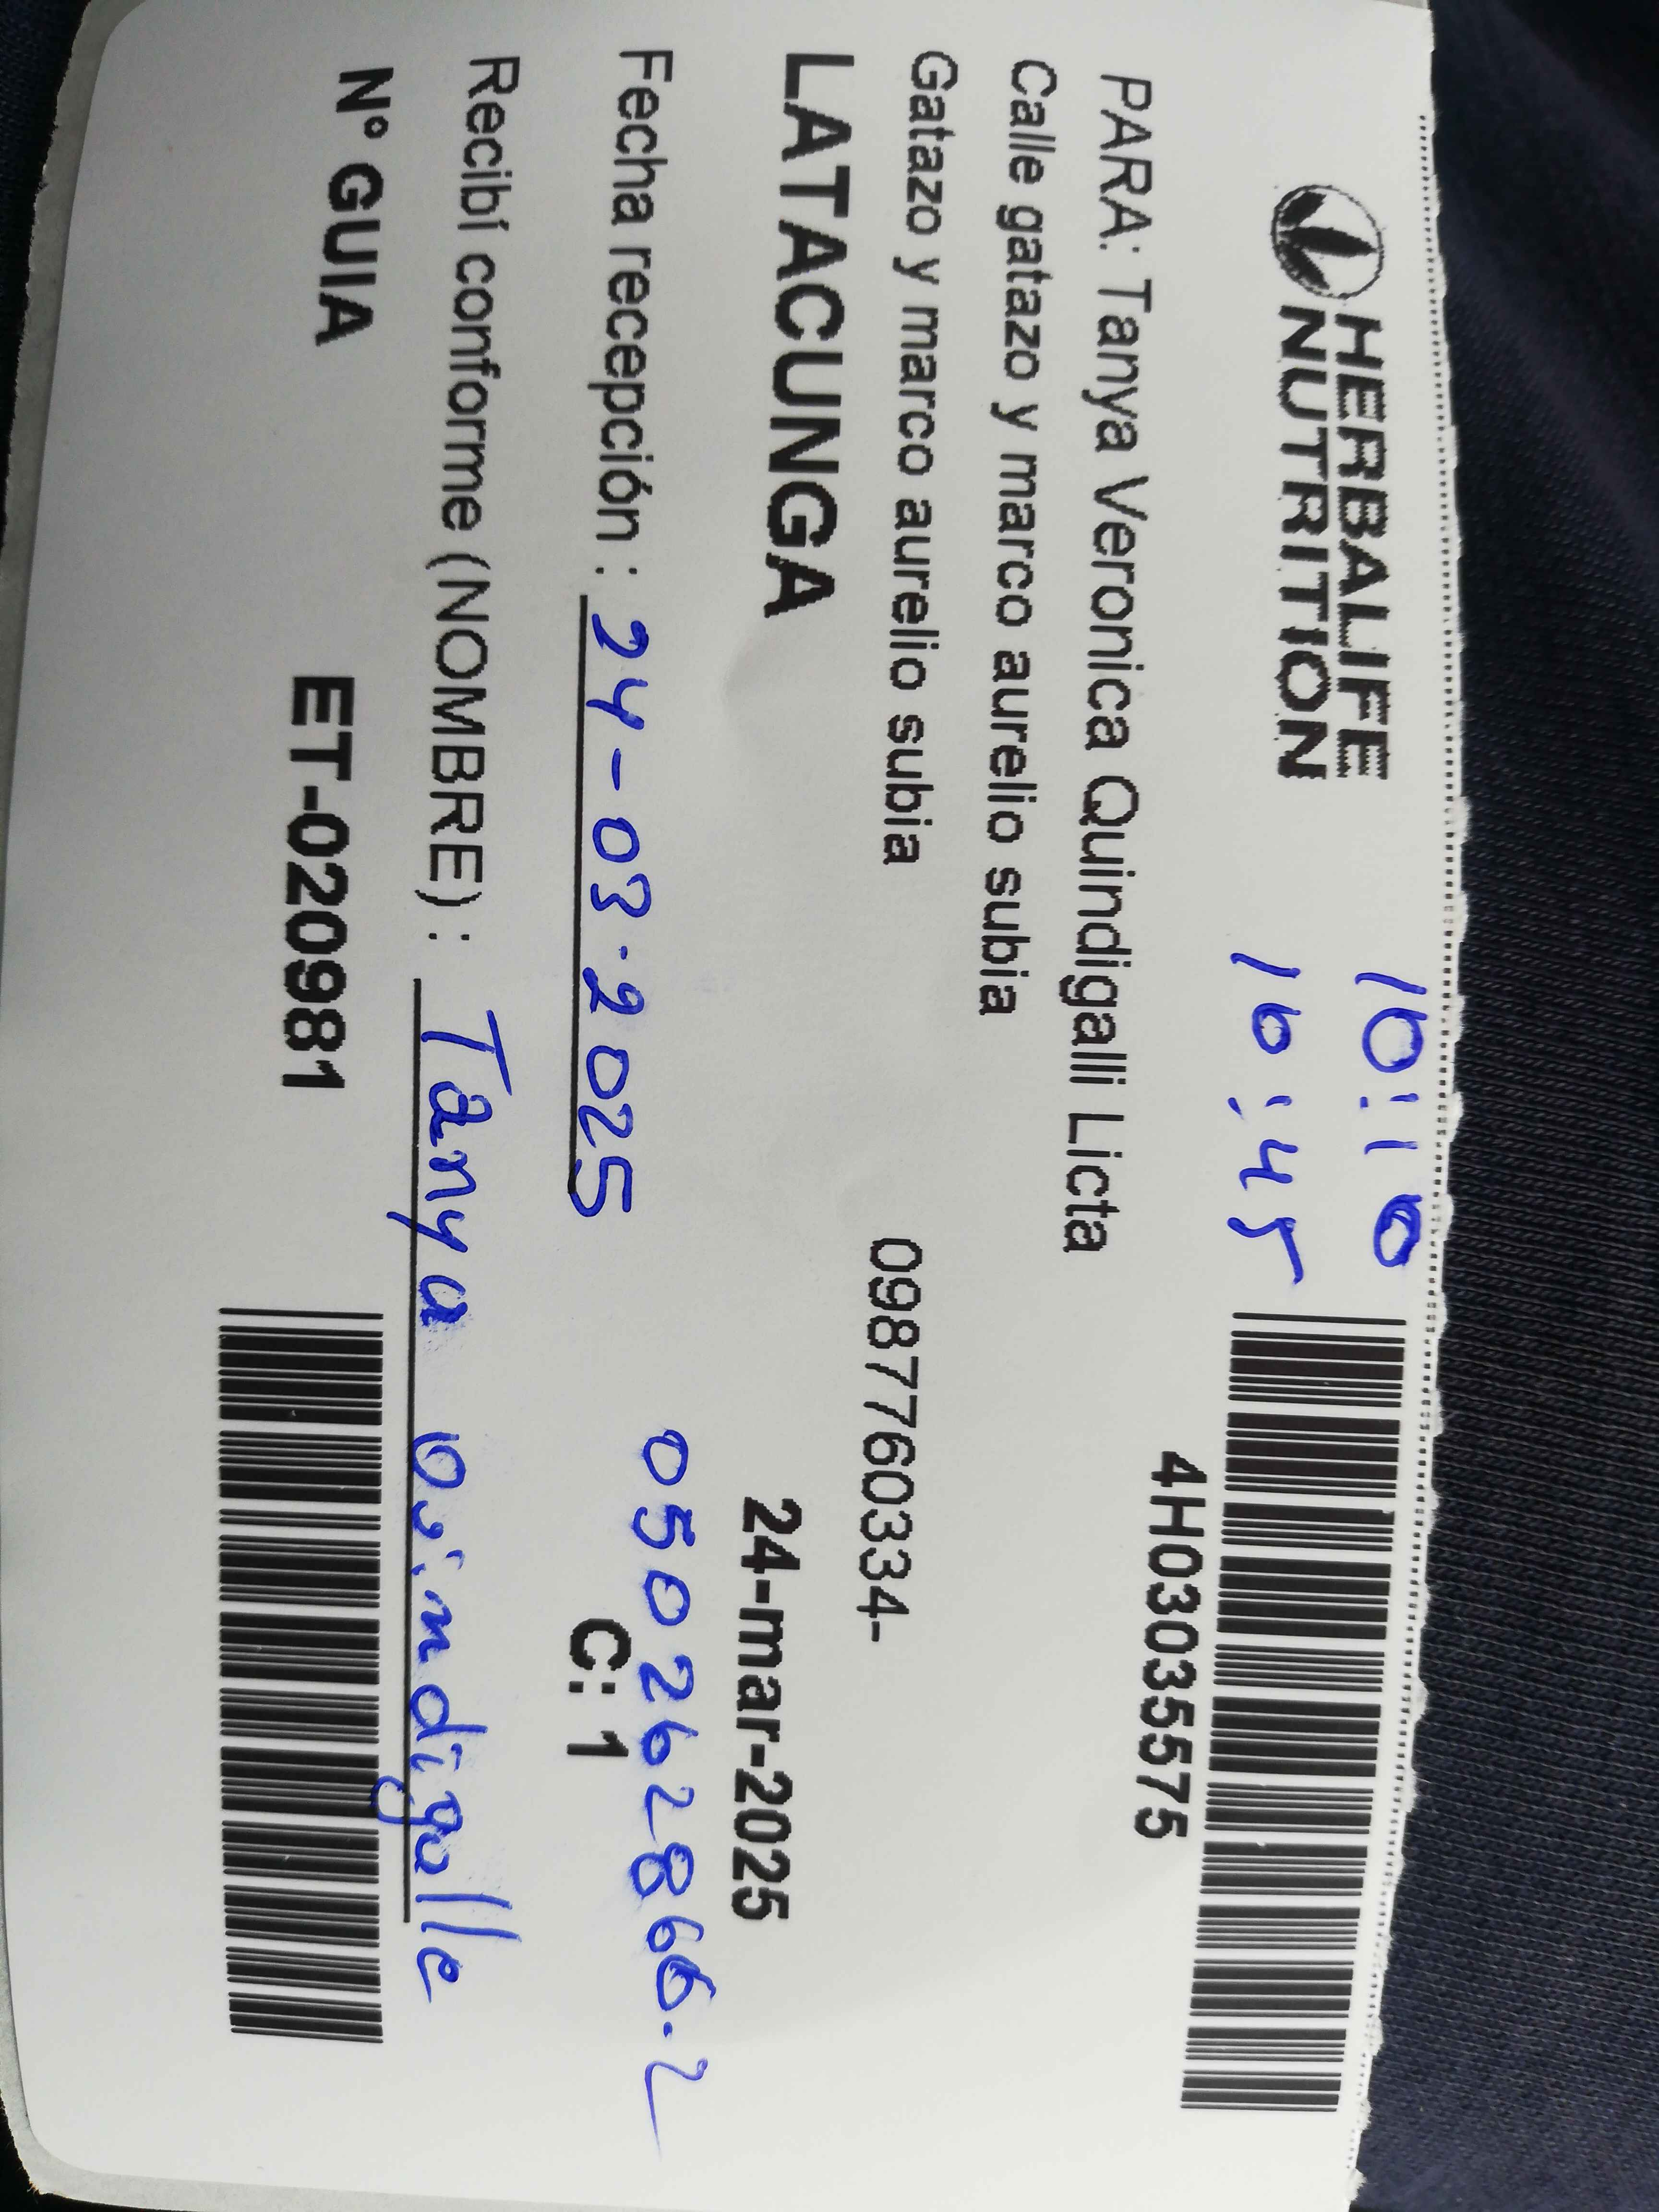 HERBALIFE
NUTRITION
10:10
10:45
4H03035575
PARA: Tanya Veronica Quindigalli Licta
Calle gatazo y marco aurelio subia
Gatazo y marco aurelio subia
0987760334-
LATACUNGA
24-mar-2025
Fecha recepción : 24-03-2025
050262866-2
C: 1
Recibí conforme (NOMBRE) : Tanya Quindigalle
N° GUIA
ET-020981